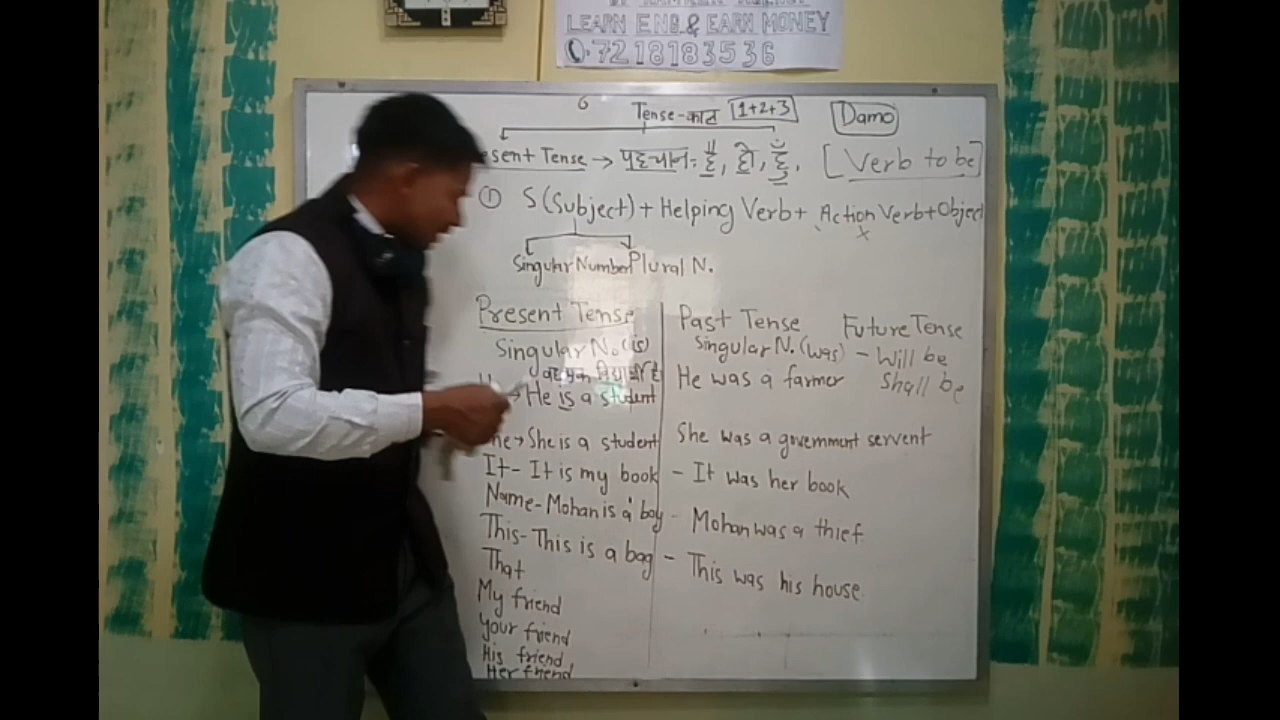 LEARN ENG & EARN MONEY
7218183536
6
Tense-काल 1+2+3
Damo
esent Tense → पहचान- है, हो, हूँ,
[Verb to be]
① S (Subject) + Helping Verb + Action Verb + Object
x
Singular Number Plural N.
Present Tense
Singular N. (is)
वह एक विद्यार्थी है
He is a student
She is a student
It - It is my book
Name - Mohan is a boy
This - This is a bag
That
My friend
your friend
His friend
Her friend
Past Tense
Singular N. (was)
He was a farmer
She was a government servent
- It was her book
- Mohan was a thief
- This was his house
Future Tense
- Will be
Shall be